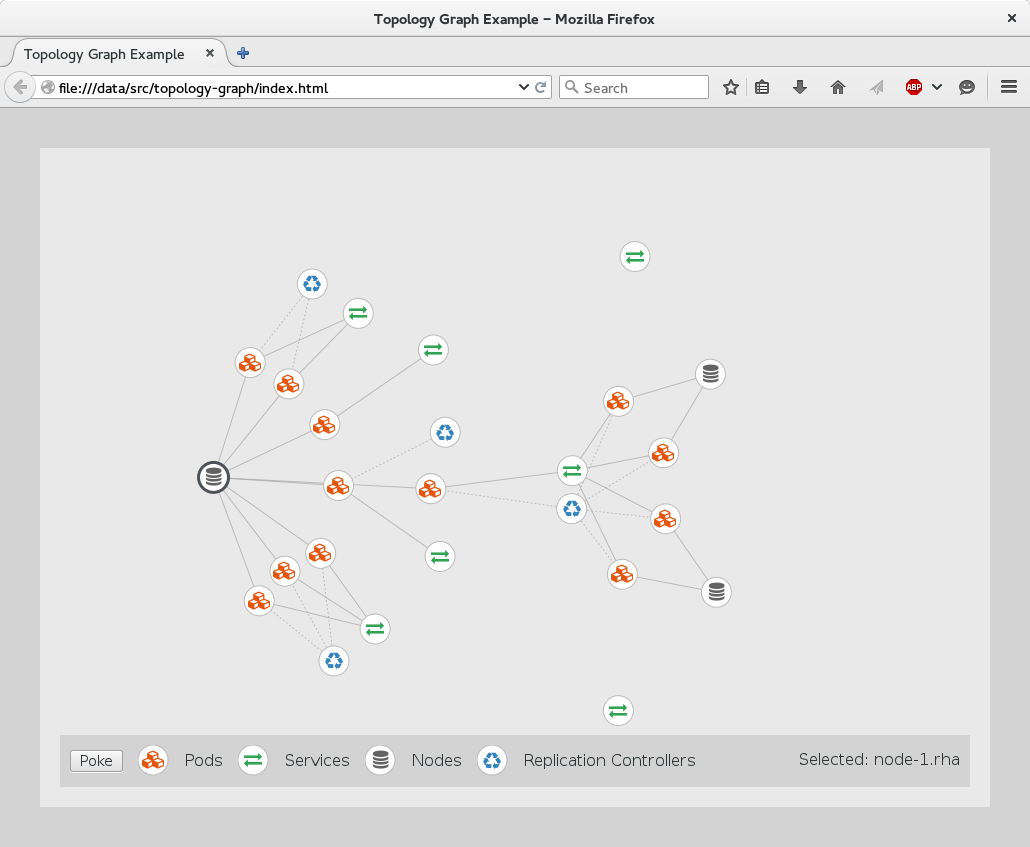 Topology Graph Example – Mozilla Firefox
Topology Graph Example
file:///data/src/topology-graph/index.html
Search
ABP
Poke
Pods
Services
Nodes
Replication Controllers
Selected: node-1.rha